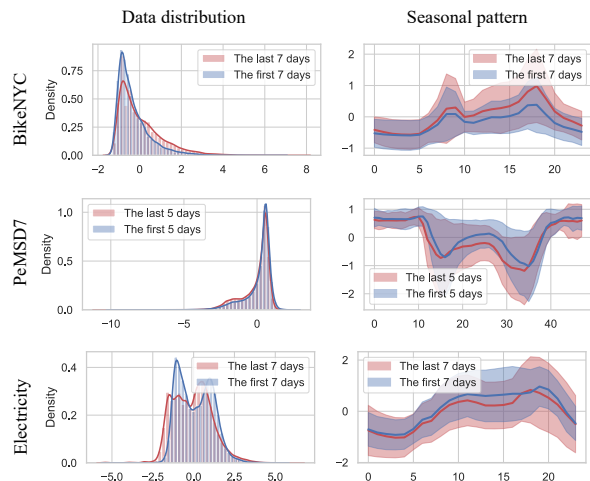 Data distribution
Seasonal pattern
BikeNYC
Density
0.75
0.50
0.25
0.00
The last 7 days
The first 7 days
−2
0
2
4
6
8
2
1
0
−1
The last 7 days
The first 7 days
0
5
10
15
20
PeMSD7
Density
1.0
0.5
0.0
The last 5 days
The first 5 days
−10
−5
0
1
0
−1
−2
The last 5 days
The first 5 days
0
10
20
30
40
Electricity
Density
0.4
0.2
0.0
The last 7 days
The first 7 days
−5.0
−2.5
0.0
2.5
5.0
2
0
−2
The last 7 days
The first 7 days
0
5
10
15
20